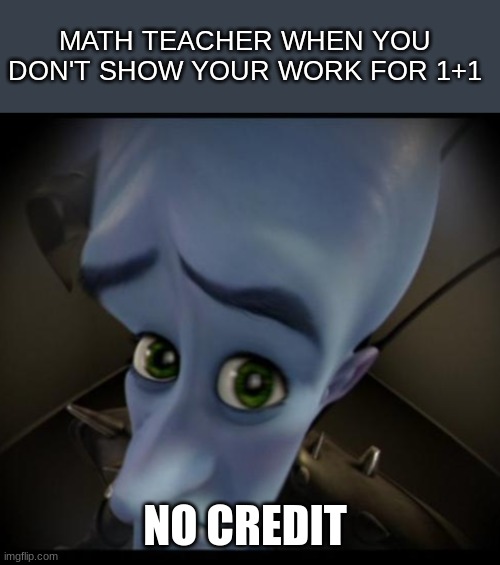 MATH TEACHER WHEN YOU
DON'T SHOW YOUR WORK FOR 1+1
NO CREDIT
imgflip.com